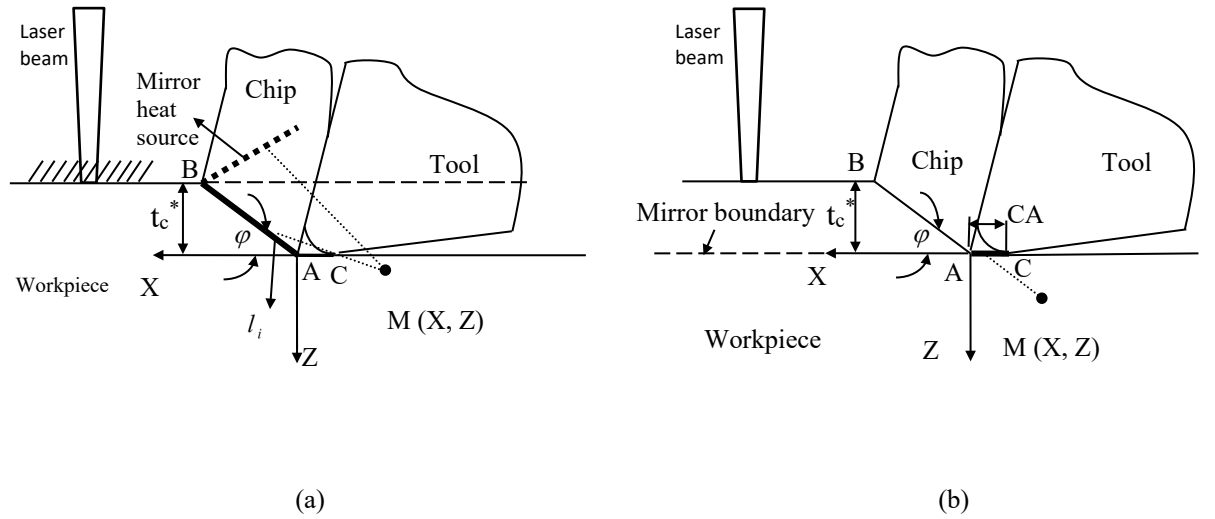 Laser
beam
Mirror
heat
source
Chip
Tool
B
t_c*
φ
A
C
X
Workpiece
l_i
M (X, Z)
Z
(a)
Laser
beam
B
Chip
Tool
Mirror boundary
t_c*
φ
CA
A
C
X
Workpiece
Z
M (X, Z)
(b)